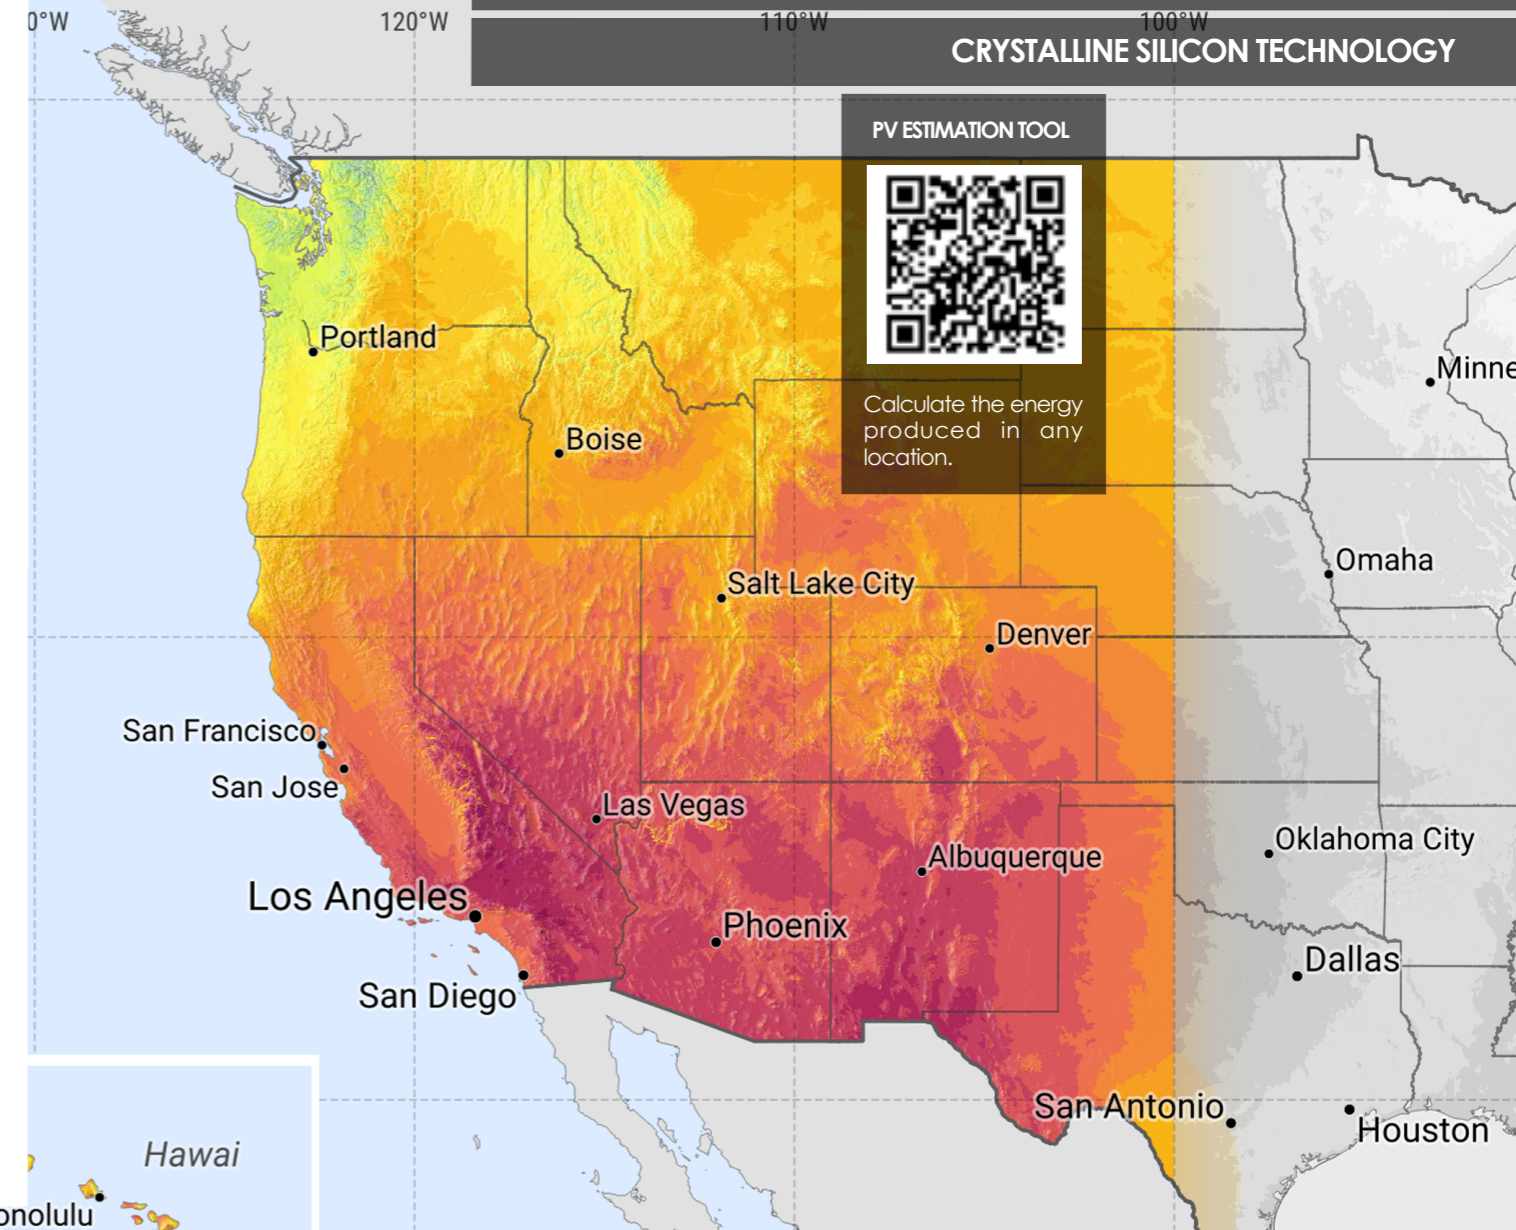 0°W
120°W
110°W
100°W
CRYSTALLINE SILICON TECHNOLOGY
PV ESTIMATION TOOL
Calculate the energy
produced in any
location.
Portland
Minne
Boise
Omaha
Salt Lake City
Denver
San Francisco
San Jose
Las Vegas
Oklahoma City
Albuquerque
Los Angeles
Phoenix
Dallas
San Diego
San Antonio
Houston
Hawai
onolulu